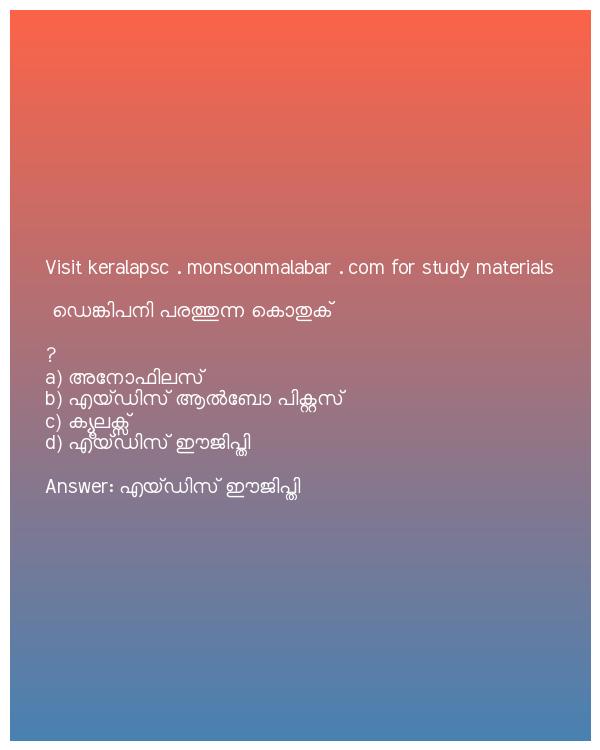 Visit keralapsc . monsoonmalabar . com for study materials
ഡെങ്കിപനി പരത്തുന്ന കൊതുക്
?
a) അനോഫിലസ്
b) എയ്ഡിസ് ആൽബോ പിക്റ്റസ്
c) ക്യൂലക്സ്
d) എയ്ഡിസ് ഈജിപ്തി
Answer: എയ്ഡിസ് ഈജിപ്തി